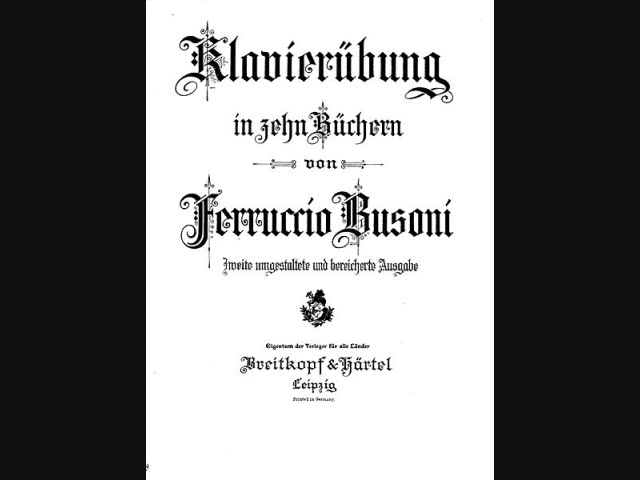 Klavierübung
in zehn Büchern
von
Ferruccio Busoni
Zweite umgestaltete und bereicherte Ausgabe
Eigentum der Verleger für alle Länder
Breitkopf & Härtel
Leipzig
Printed in Germany.